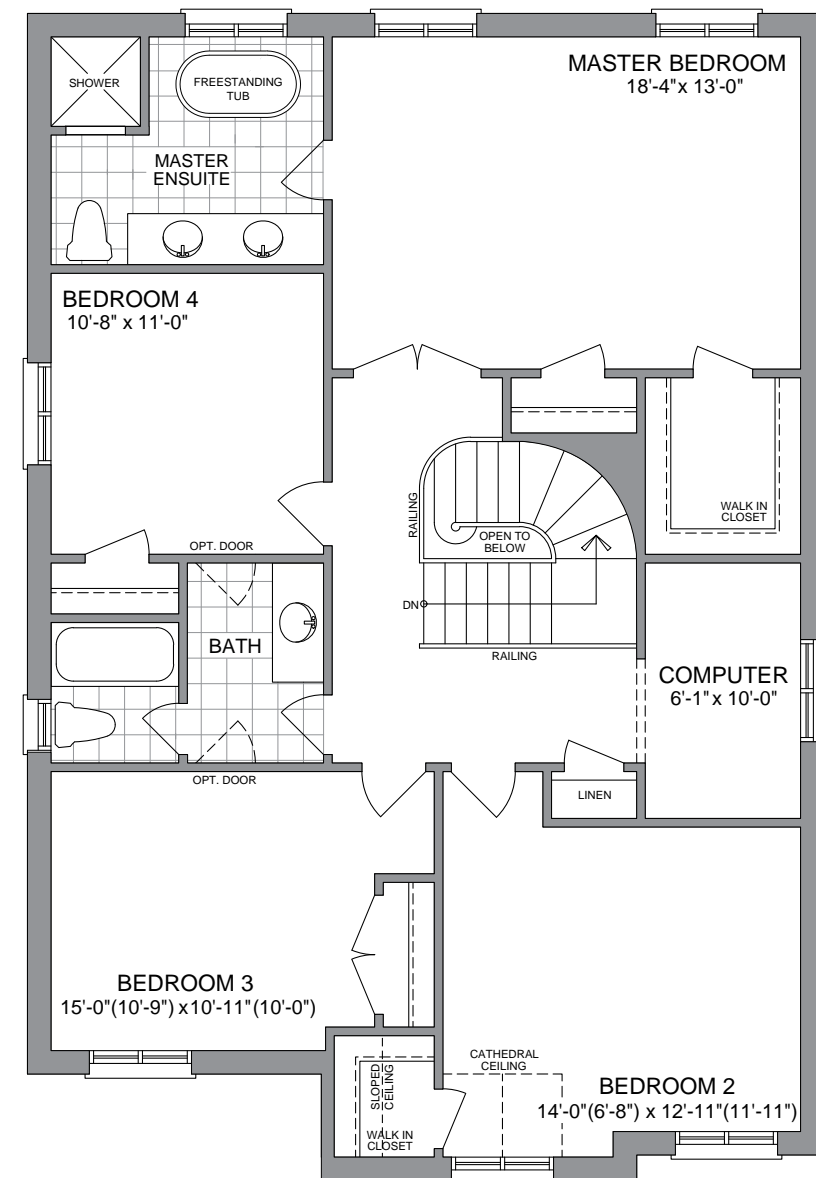 SHOWER
FREESTANDING
TUB
MASTER BEDROOM
18'-4"x 13'-0"
MASTER
ENSUITE
BEDROOM 4
10'-8" x 11'-0"
WALK IN
CLOSET
RAILING
OPEN TO
BELOW
OPT. DOOR
DN
BATH
RAILING
COMPUTER
6'-1"x 10'-0"
OPT. DOOR
LINEN
BEDROOM 3
15'-0"(10'-9") x10'-11"(10'-0")
CATHEDRAL
CEILING
SLOPED
CEILING
BEDROOM 2
14'-0"(6'-8") x 12'-11"(11'-11")
WALK IN
CLOSET